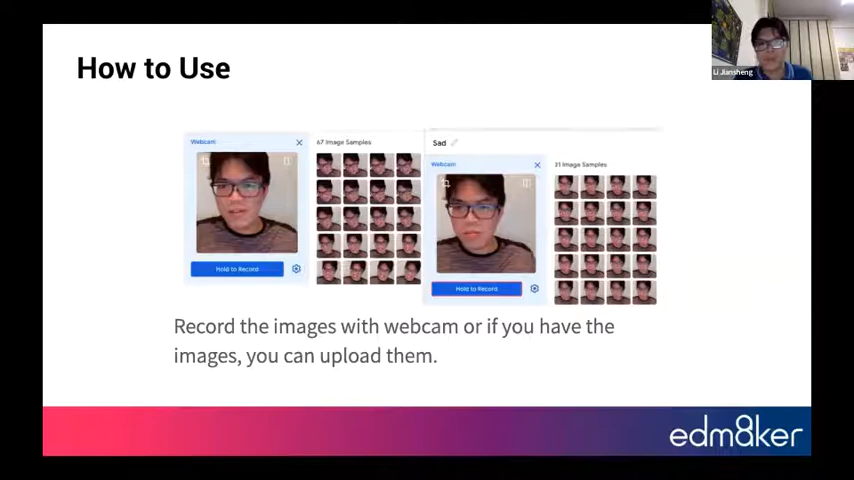 How to Use
Li Jiansheng
Webcam
67 Image Samples
Hold to Record
Sad
Webcam
31 Image Samples
Hold to Record
Record the images with webcam or if you have the
images, you can upload them.
edm8ker